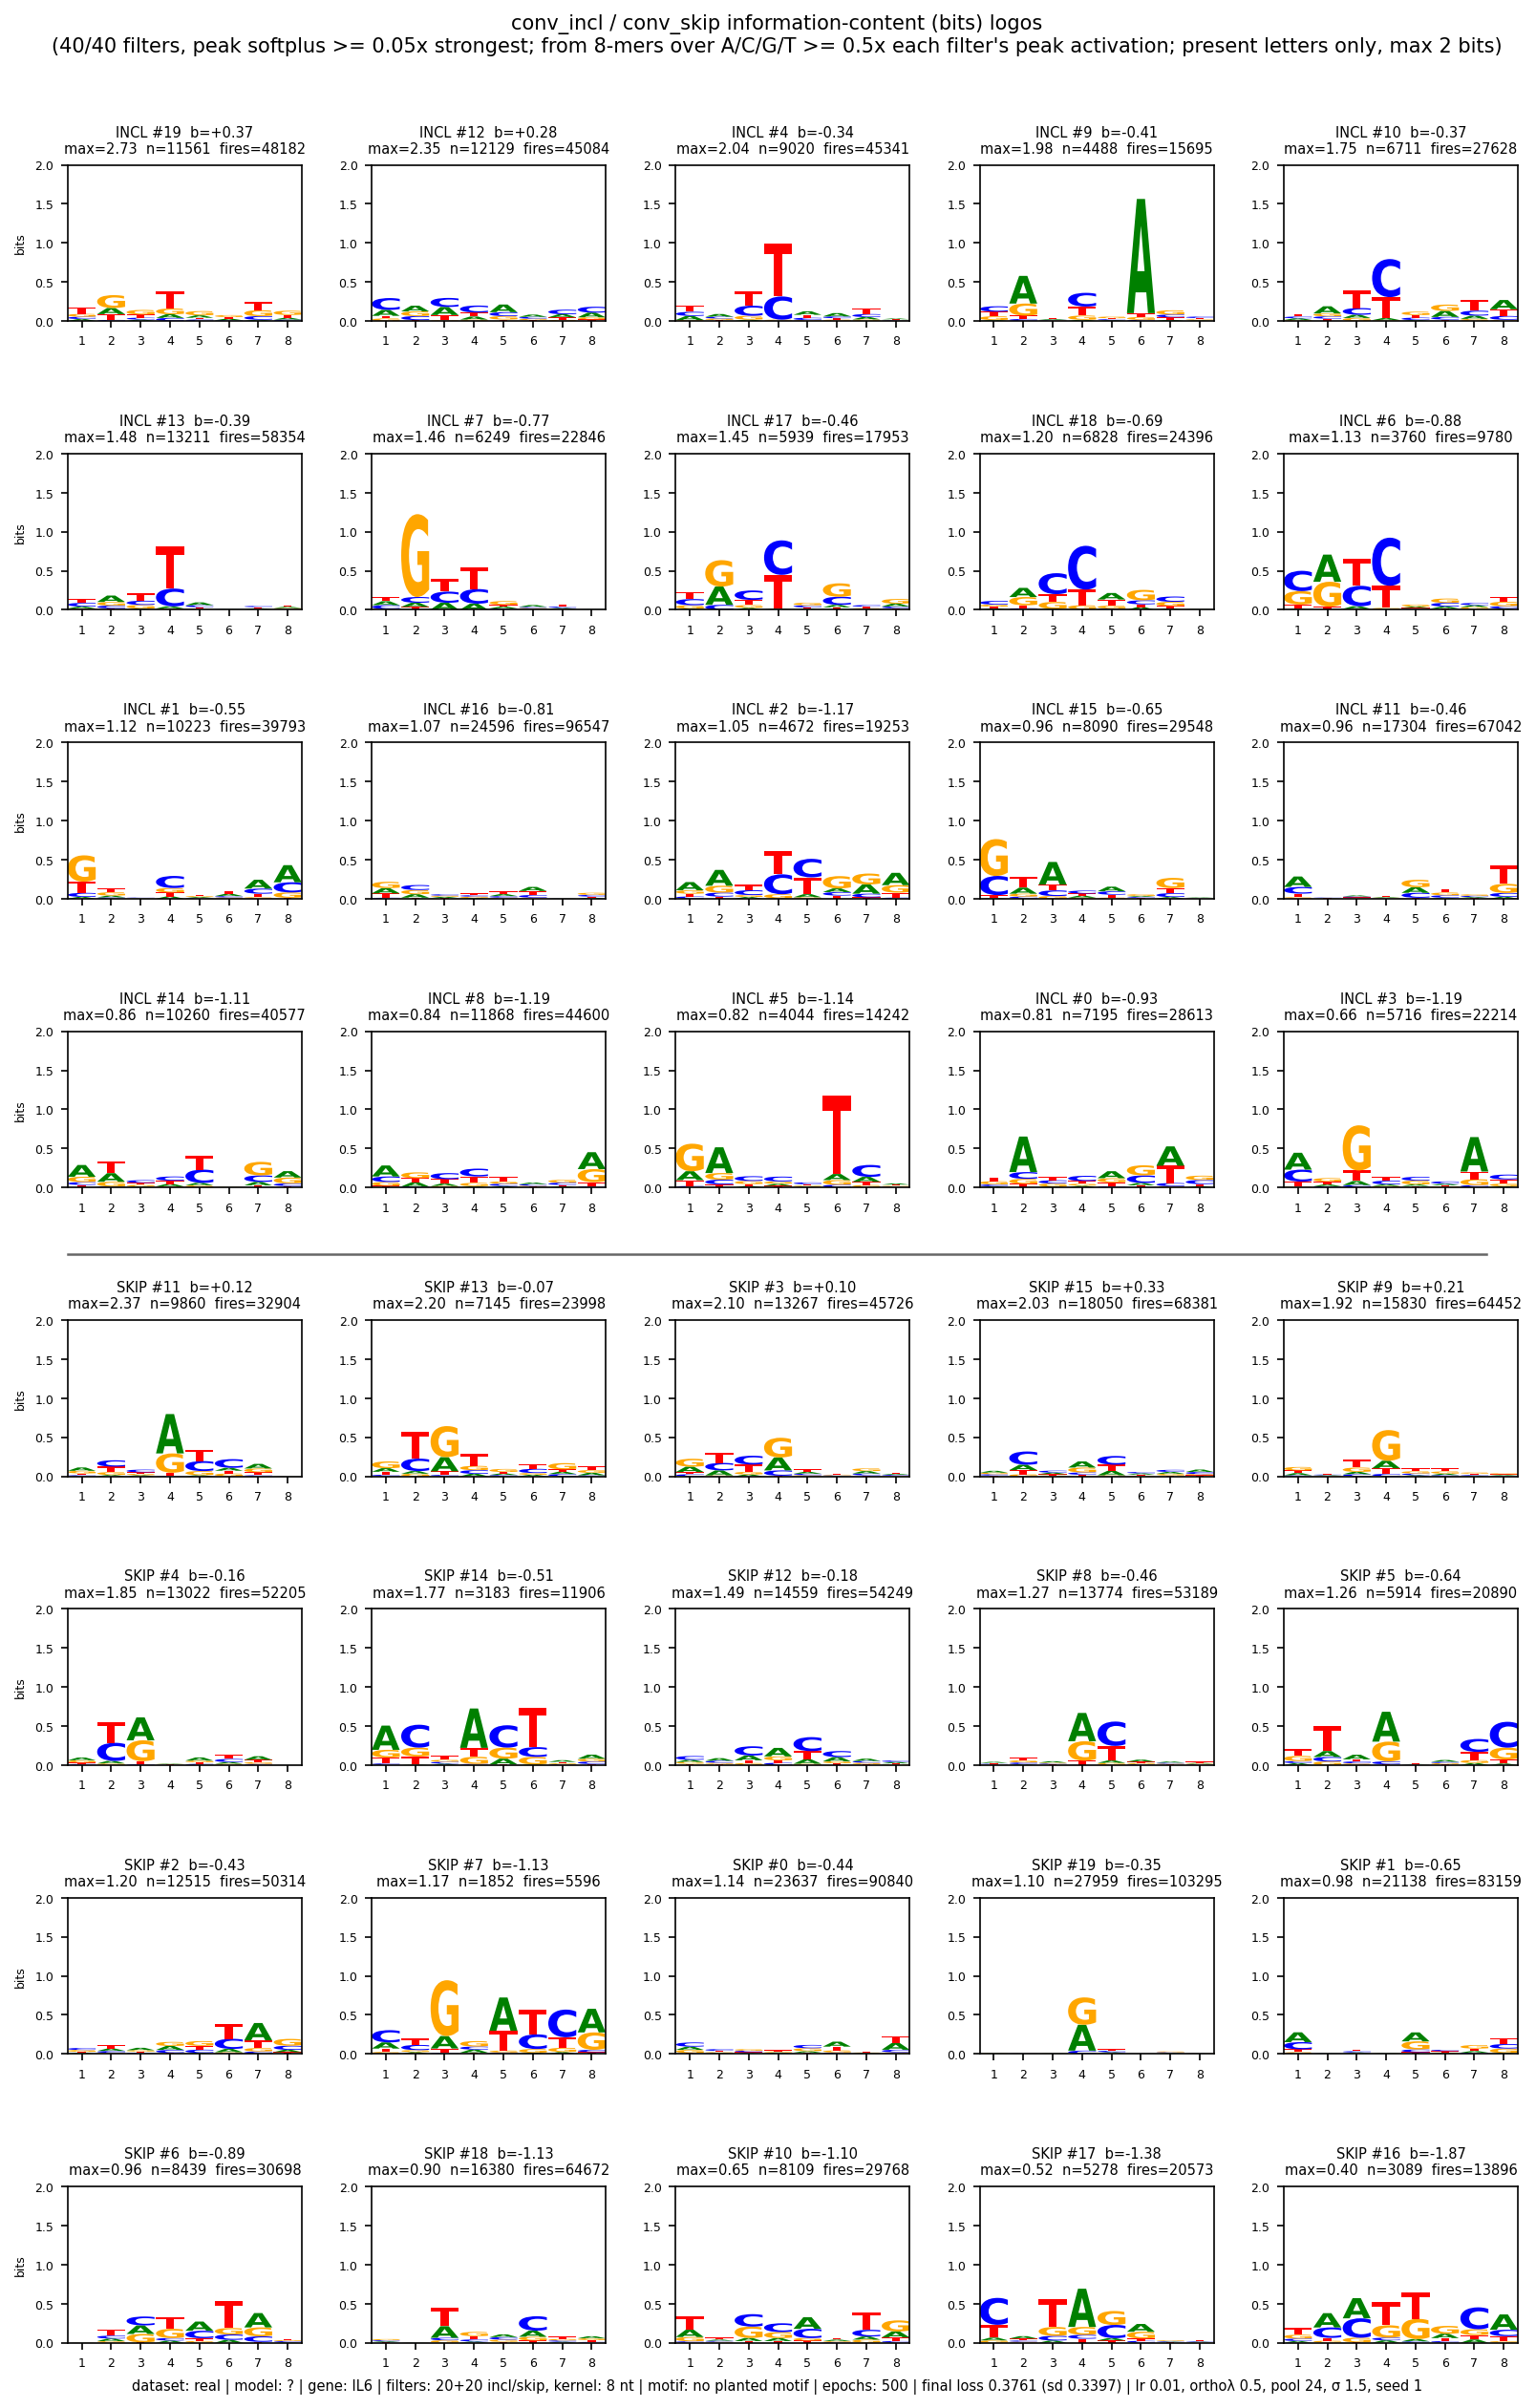 conv_incl / conv_skip information-content (bits) logos
(40/40 filters, peak softplus >= 0.05x strongest; from 8-mers over A/C/G/T >= 0.5x each filter's peak activation; present letters only, max 2 bits)
INCL #19 b=+0.37
max=2.73 n=11561 fires=48182
INCL #12 b=+0.28
max=2.35 n=12129 fires=45084
INCL #4 b=-0.34
max=2.04 n=9020 fires=45341
INCL #9 b=-0.41
max=1.98 n=4488 fires=15695
INCL #10 b=-0.37
max=1.75 n=6711 fires=27628
INCL #13 b=-0.39
max=1.48 n=13211 fires=58354
INCL #7 b=-0.77
max=1.46 n=6249 fires=22846
INCL #17 b=-0.46
max=1.45 n=5939 fires=17953
INCL #18 b=-0.69
max=1.20 n=6828 fires=24396
INCL #6 b=-0.88
max=1.13 n=3760 fires=9780
INCL #1 b=-0.55
max=1.12 n=10223 fires=39793
INCL #16 b=-0.81
max=1.07 n=24596 fires=96547
INCL #2 b=-1.17
max=1.05 n=4672 fires=19253
INCL #15 b=-0.65
max=0.96 n=8090 fires=29548
INCL #11 b=-0.46
max=0.96 n=17304 fires=67042
INCL #14 b=-1.11
max=0.86 n=10260 fires=40577
INCL #8 b=-1.19
max=0.84 n=11868 fires=44600
INCL #5 b=-1.14
max=0.82 n=4044 fires=14242
INCL #0 b=-0.93
max=0.81 n=7195 fires=28613
INCL #3 b=-1.19
max=0.66 n=5716 fires=22214
SKIP #11 b=+0.12
max=2.37 n=9860 fires=32904
SKIP #13 b=-0.07
max=2.20 n=7145 fires=23998
SKIP #3 b=+0.10
max=2.10 n=13267 fires=45726
SKIP #15 b=+0.33
max=2.03 n=18050 fires=68381
SKIP #9 b=+0.21
max=1.92 n=15830 fires=64452
SKIP #4 b=-0.16
max=1.85 n=13022 fires=52205
SKIP #14 b=-0.51
max=1.77 n=3183 fires=11906
SKIP #12 b=-0.18
max=1.49 n=14559 fires=54249
SKIP #8 b=-0.46
max=1.27 n=13774 fires=53189
SKIP #5 b=-0.64
max=1.26 n=5914 fires=20890
SKIP #2 b=-0.43
max=1.20 n=12515 fires=50314
SKIP #7 b=-1.13
max=1.17 n=1852 fires=5596
SKIP #0 b=-0.44
max=1.14 n=23637 fires=90840
SKIP #19 b=-0.35
max=1.10 n=27959 fires=103295
SKIP #1 b=-0.65
max=0.98 n=21138 fires=83159
SKIP #6 b=-0.89
max=0.96 n=8439 fires=30698
SKIP #18 b=-1.13
max=0.90 n=16380 fires=64672
SKIP #10 b=-1.10
max=0.65 n=8109 fires=29768
SKIP #17 b=-1.38
max=0.52 n=5278 fires=20573
SKIP #16 b=-1.87
max=0.40 n=3089 fires=13896
dataset: real | model: ? | gene: IL6 | filters: 20+20 incl/skip, kernel: 8 nt | motif: no planted motif | epochs: 500 | final loss 0.3761 (sd 0.3397) | lr 0.01, orthoλ 0.5, pool 24, σ 1.5, seed 1